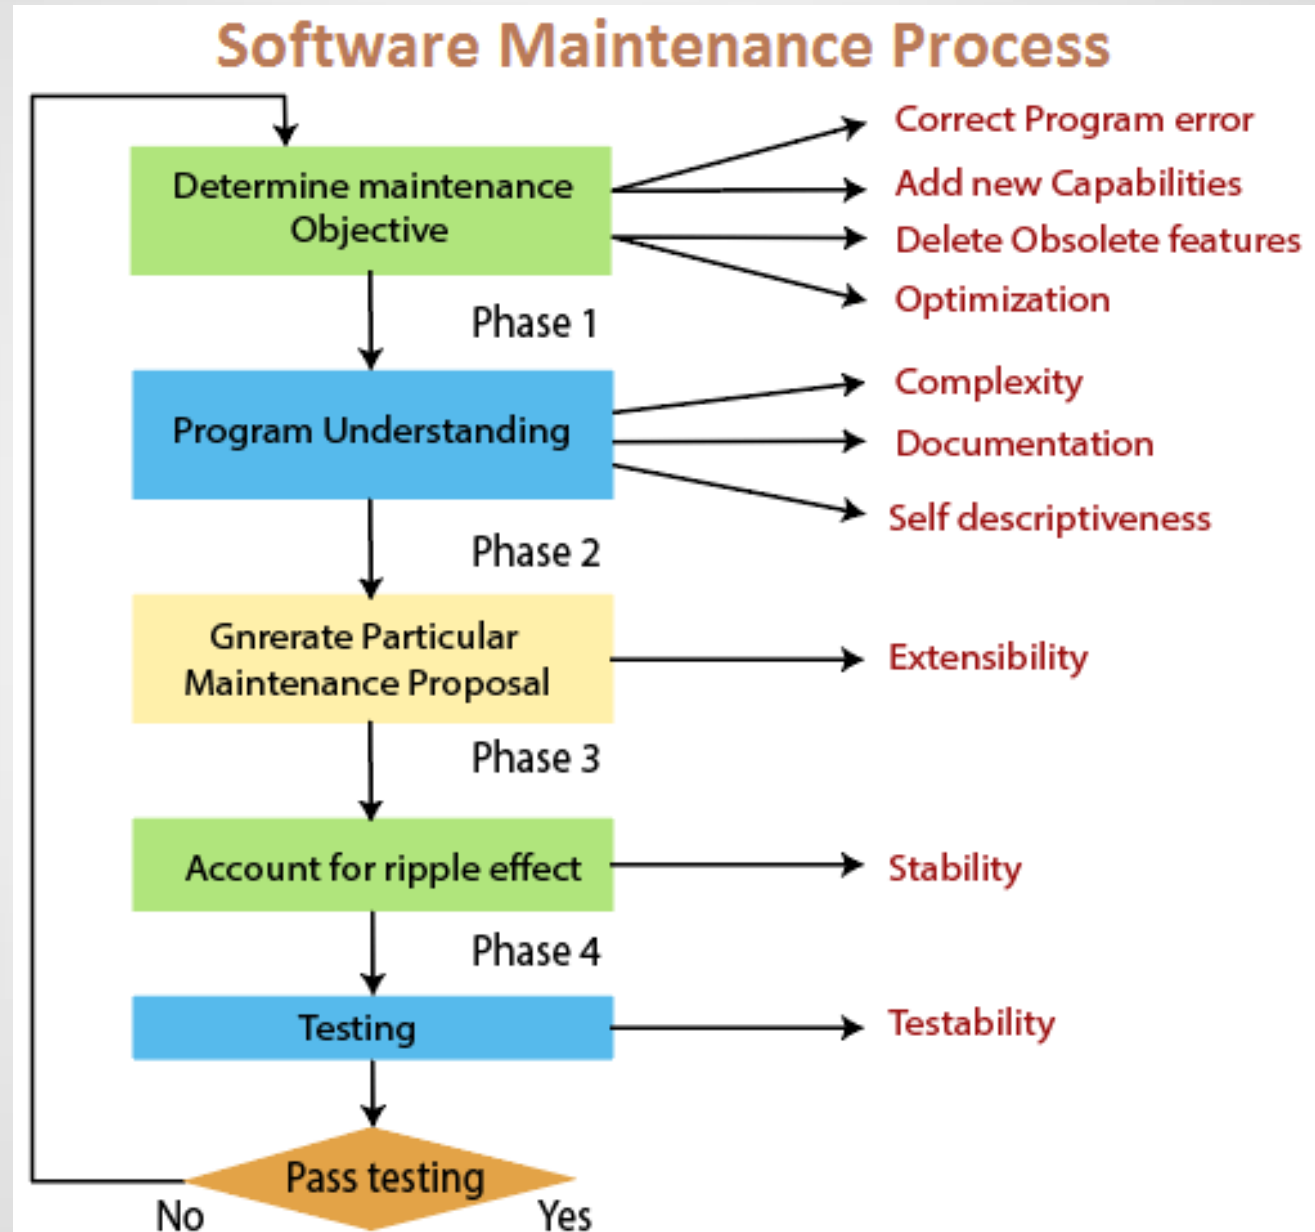 Software Maintenance Process
Determine maintenance
Objective
Correct Program error
Add new Capabilities
Delete Obsolete features
Optimization
Phase 1
Program Understanding
Complexity
Documentation
Self descriptiveness
Phase 2
Gnrerate Particular
Maintenance Proposal
Extensibility
Phase 3
Account for ripple effect
Stability
Phase 4
Testing
Testability
Pass testing
No
Yes